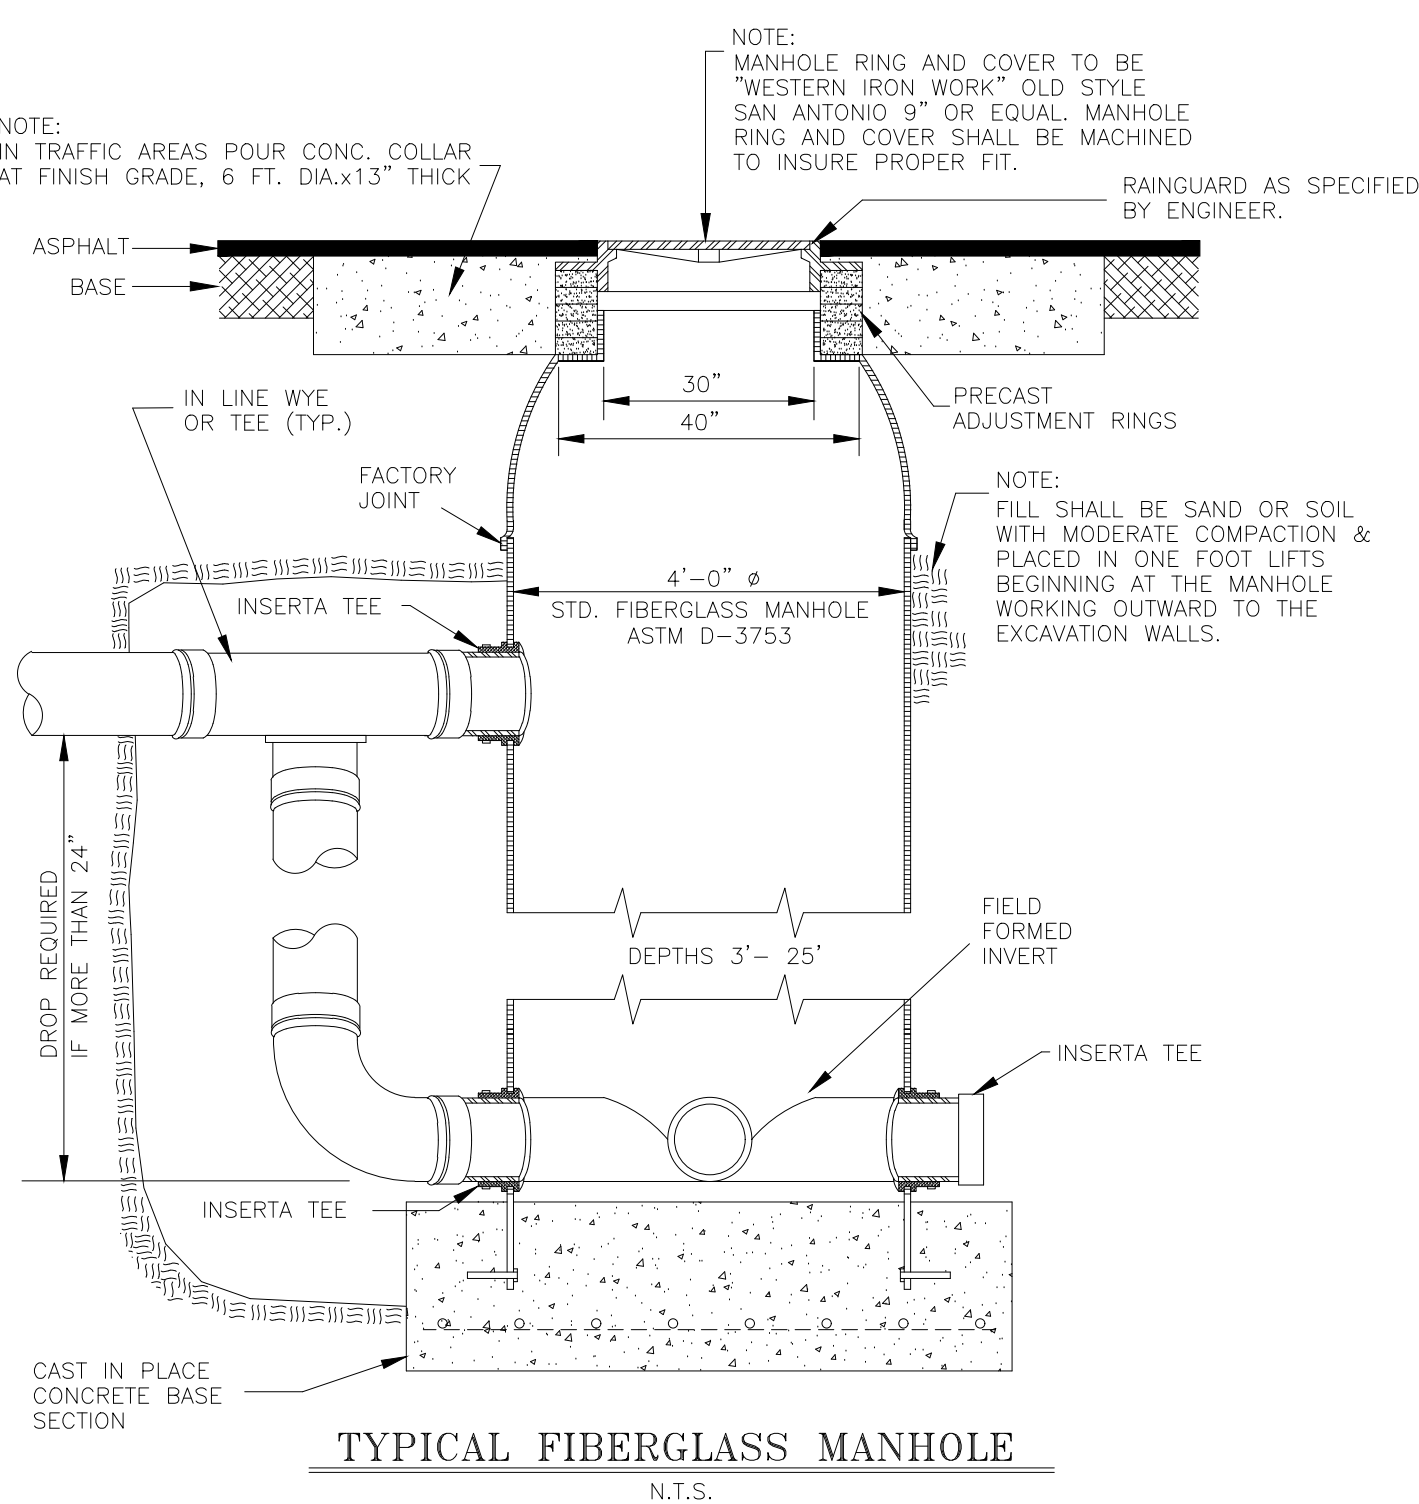 NOTE:
MANHOLE RING AND COVER TO BE
"WESTERN IRON WORK" OLD STYLE
SAN ANTONIO 9" OR EQUAL. MANHOLE
RING AND COVER SHALL BE MACHINED
TO INSURE PROPER FIT.
NOTE:
IN TRAFFIC AREAS POUR CONC. COLLAR
AT FINISH GRADE, 6 FT. DIA.x13" THICK
RAINGUARD AS SPECIFIED
BY ENGINEER.
ASPHALT
BASE
30"
40"
PRECAST
ADJUSTMENT RINGS
IN LINE WYE
OR TEE (TYP.)
FACTORY
JOINT
NOTE:
FILL SHALL BE SAND OR SOIL
WITH MODERATE COMPACTION &
PLACED IN ONE FOOT LIFTS
BEGINNING AT THE MANHOLE
WORKING OUTWARD TO THE
EXCAVATION WALLS.
4'-0" ø
STD. FIBERGLASS MANHOLE
ASTM D-3753
INSERTA TEE
DROP REQUIRED
IF MORE THAN 24"
DEPTHS 3'- 25'
FIELD
FORMED
INVERT
INSERTA TEE
INSERTA TEE
CAST IN PLACE
CONCRETE BASE
SECTION
TYPICAL FIBERGLASS MANHOLE
N.T.S.